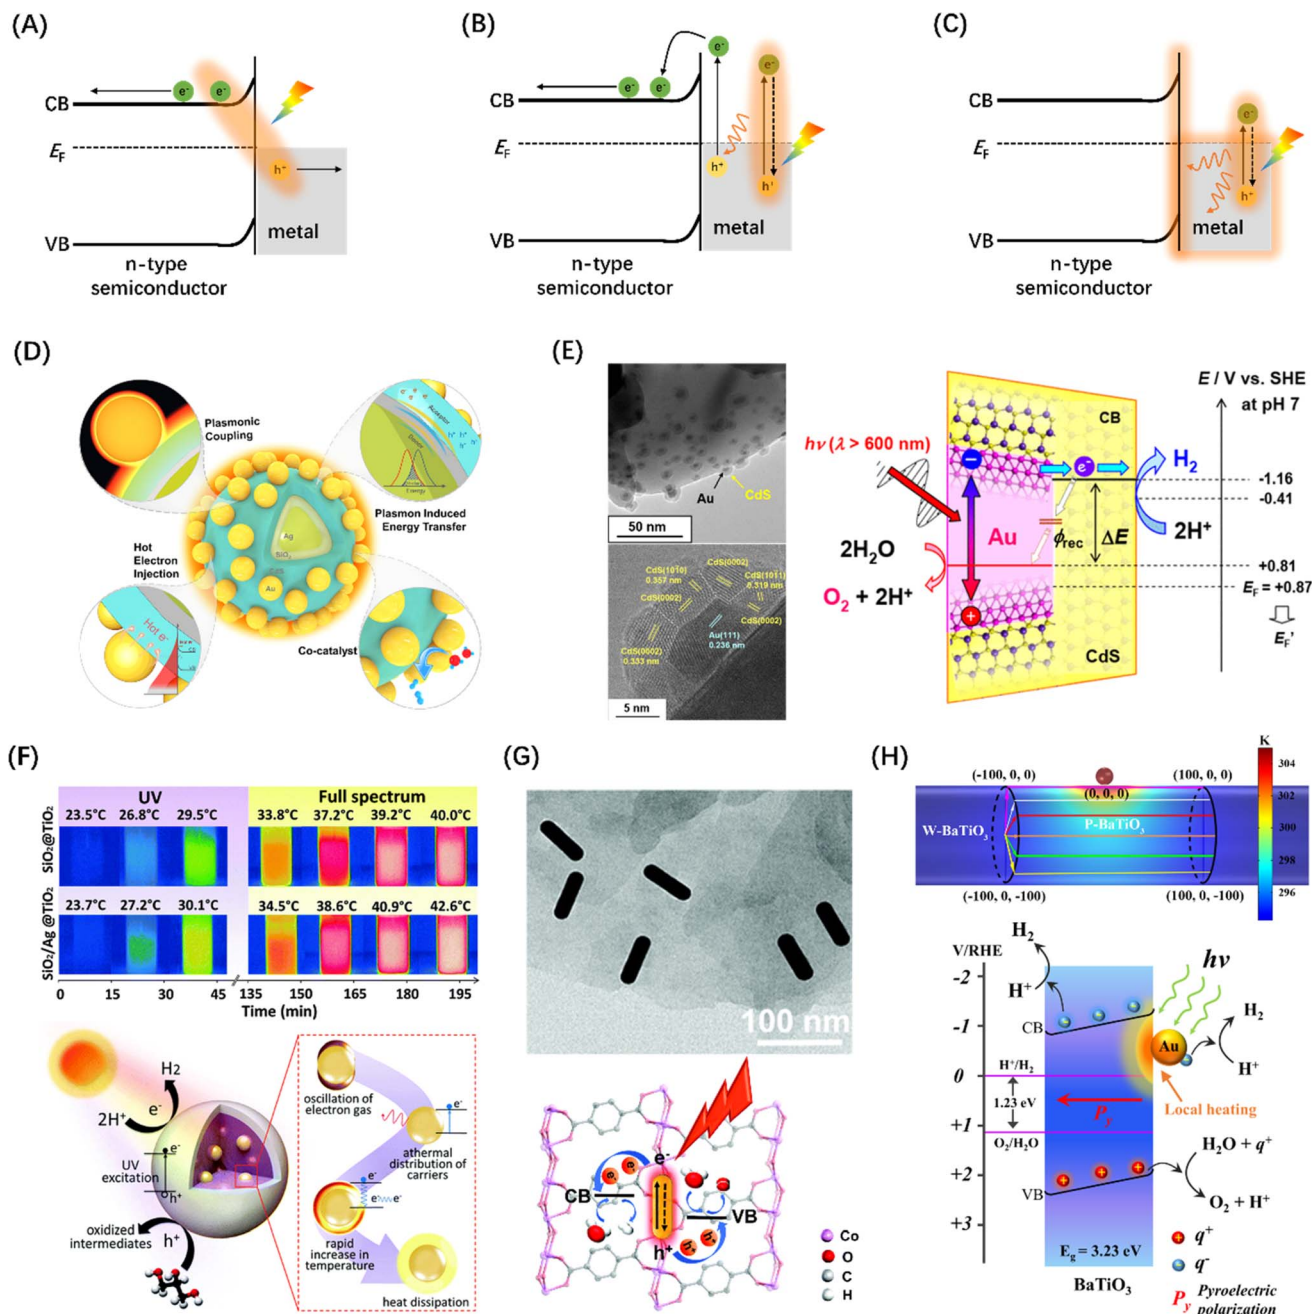 (A)
CB
e⁻
e⁻
E_F
h⁺
VB
metal
n-type
semiconductor
(B)
e⁻
e⁻
CB
e⁻
e⁻
E_F
h⁺
h⁺
VB
metal
n-type
semiconductor
(C)
CB
e⁻
E_F
h⁺
VB
metal
n-type
semiconductor
(D)
Plasmonic
Coupling
Acceptor
Energy
Plasmon Induced
Energy Transfer
Ag
SiO₂
Au
Hot
Electron
Injection
Hot e⁻
CB
VB
Co-catalyst
(E)
Au
CdS
50 nm
CdS(1010)
0.357 nm
CdS(0002)
CdS(1011)
0.319 nm
CdS(0002)
CdS(0002)
Au(111)
0.236 nm
CdS(0002)
0.333 nm
5 nm
E / V vs. SHE
at pH 7
hν (λ > 600 nm)
CB
e⁻
H₂
-1.16
-0.41
2H⁺
Au
ϕrec
ΔE
2H₂O
O₂ + 2H⁺
+0.81
E_F = +0.87
E_F'
CdS
(F)
UV
Full spectrum
SiO₂@TiO₂
23.5°C
26.8°C
29.5°C
33.8°C
37.2°C
39.2°C
40.0°C
SiO₂/Ag @TiO₂
23.7°C
27.2°C
30.1°C
34.5°C
38.6°C
40.9°C
42.6°C
0
15
30
45
135
150
165
180
195
Time (min)
H2
2H⁺
e⁻
e⁻
UV
excitation
h⁺
oxidized
intermediates
h⁺
oscillation of
electron gas
e⁻
athermal
distribution of
carriers
e⁻
e⁻
e⁻
rapid
increase in
temperature
heat dissipation
(G)
100 nm
e⁻
e⁻
e⁻
CB
VB
h⁺
h⁺
h⁺
Co
O
C
H
(H)
K
304
302
300
298
296
(-100, 0, 0)
(100, 0, 0)
(0, 0, 0)
W-BaTiO₃
P-BaTiO₃
(-100, 0, -100)
(100, 0, -100)
V/RHE
-2
-1
0
+1
+2
+3
H₂
H⁺
CB
hν
Au
H₂
H⁺
H⁺/H₂
1.23 eV
O₂/H₂O
P_y
Local heating
H₂O + q⁺
O₂ + H⁺
VB
E_g = 3.23 eV
BaTiO₃
q⁺
q⁻
P_y Pyroelectric
polarization